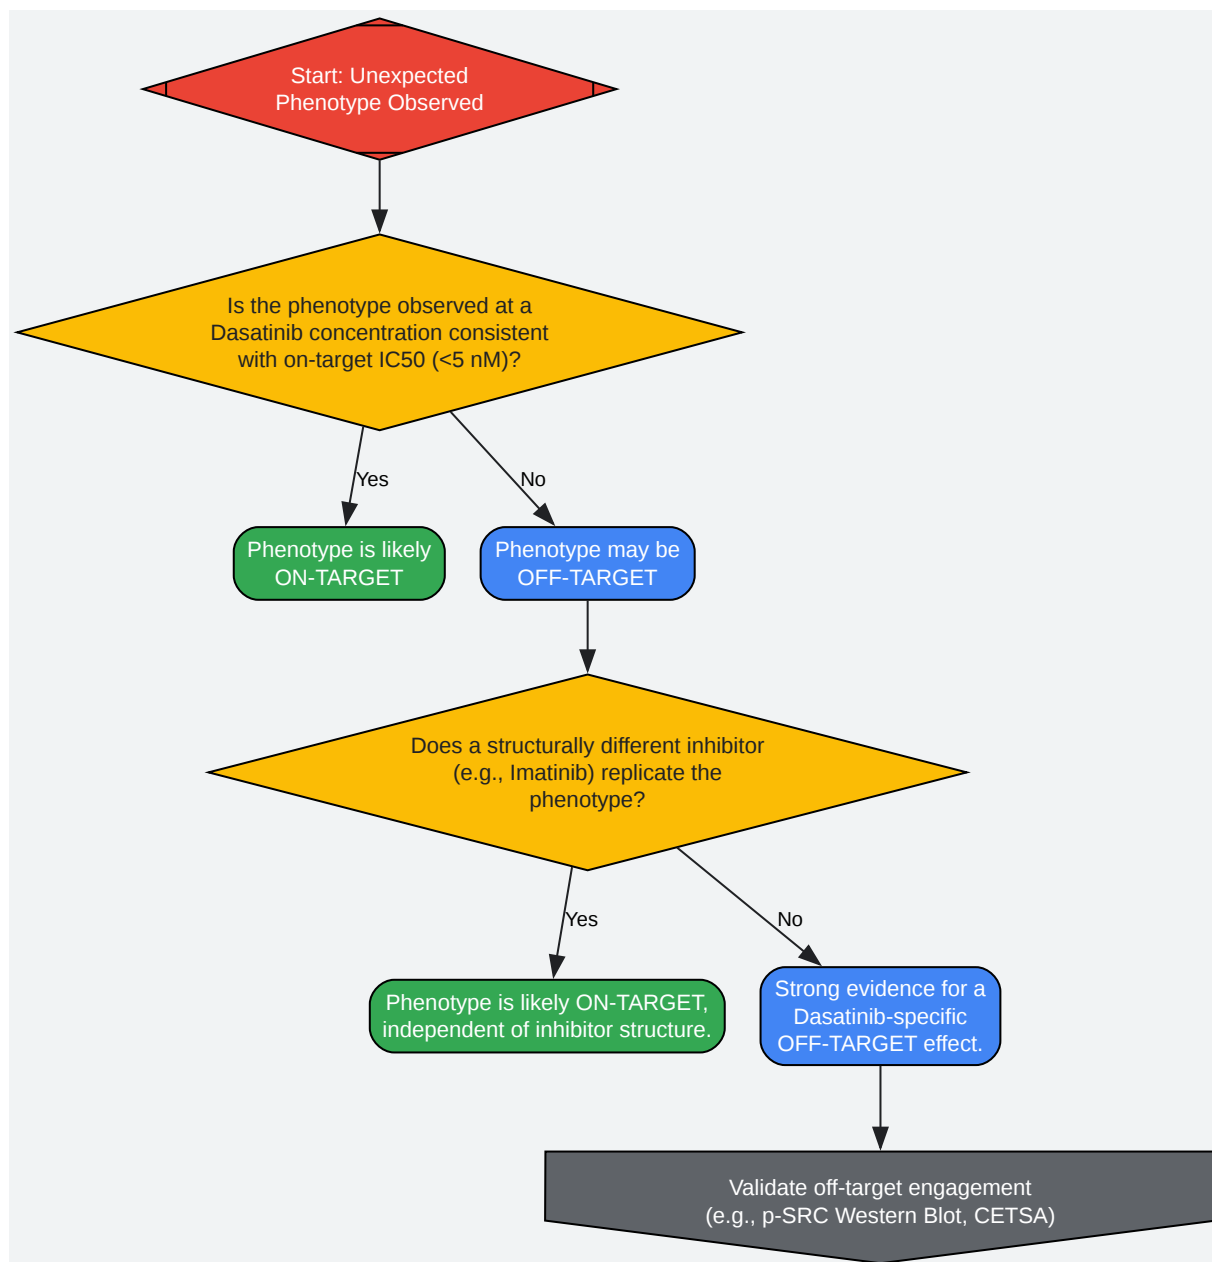 Start: Unexpected
Phenotype Observed
Is the phenotype observed at a
Dasatinib concentration consistent
with on-target IC50 (<5 nM)?
Yes
No
Phenotype is likely
ON-TARGET
Phenotype may be
OFF-TARGET
Does a structurally different inhibitor
(e.g., Imatinib) replicate the
phenotype?
Yes
No
Phenotype is likely ON-TARGET,
independent of inhibitor structure.
Strong evidence for a
Dasatinib-specific
OFF-TARGET effect.
Validate off-target engagement
(e.g., p-SRC Western Blot, CETSA)